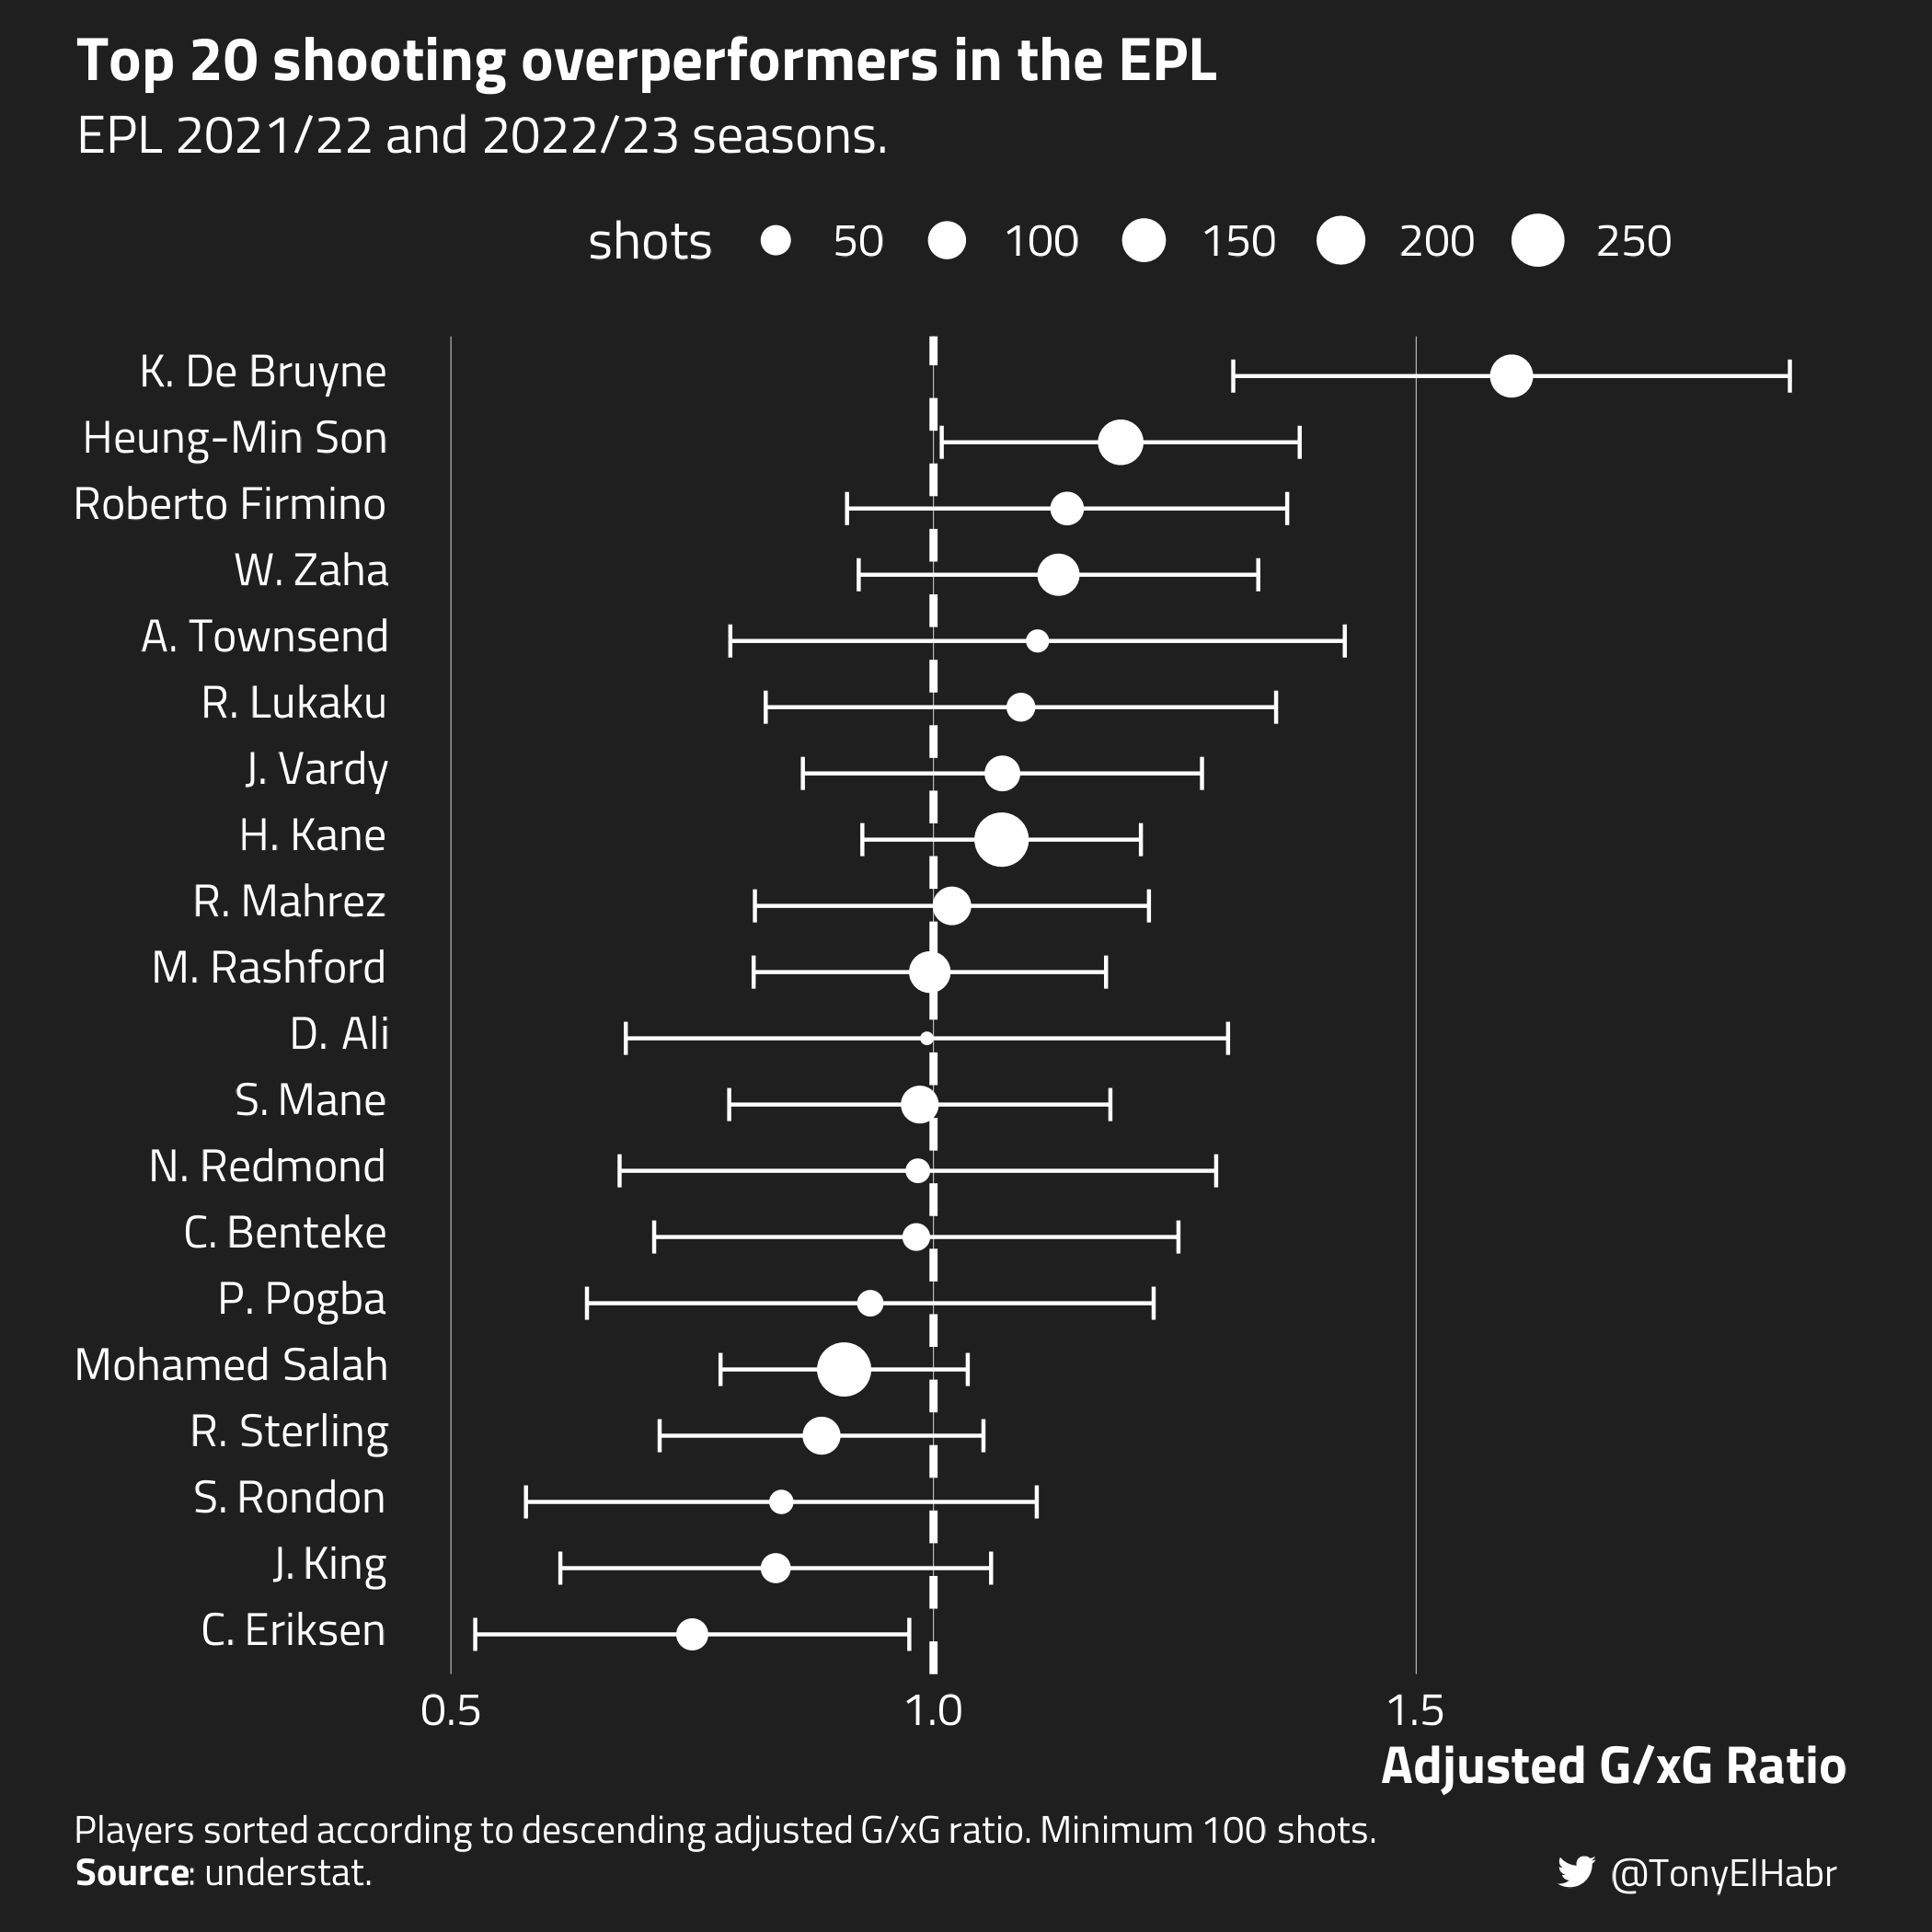 Top 20 shooting overperformers in the EPL
EPL 2021/22 and 2022/23 seasons.
shots 50 100 150 200 250
K. De Bruyne
Heung-Min Son
Roberto Firmino
W. Zaha
A. Townsend
R. Lukaku
J. Vardy
H. Kane
R. Mahrez
M. Rashford
D. Ali
S. Mane
N. Redmond
C. Benteke
P. Pogba
Mohamed Salah
R. Sterling
S. Rondon
J. King
C. Eriksen
0.5 1.0 1.5
Adjusted G/xG Ratio
Players sorted according to descending adjusted G/xG ratio. Minimum 100 shots.
Source: understat.
@TonyElHabr